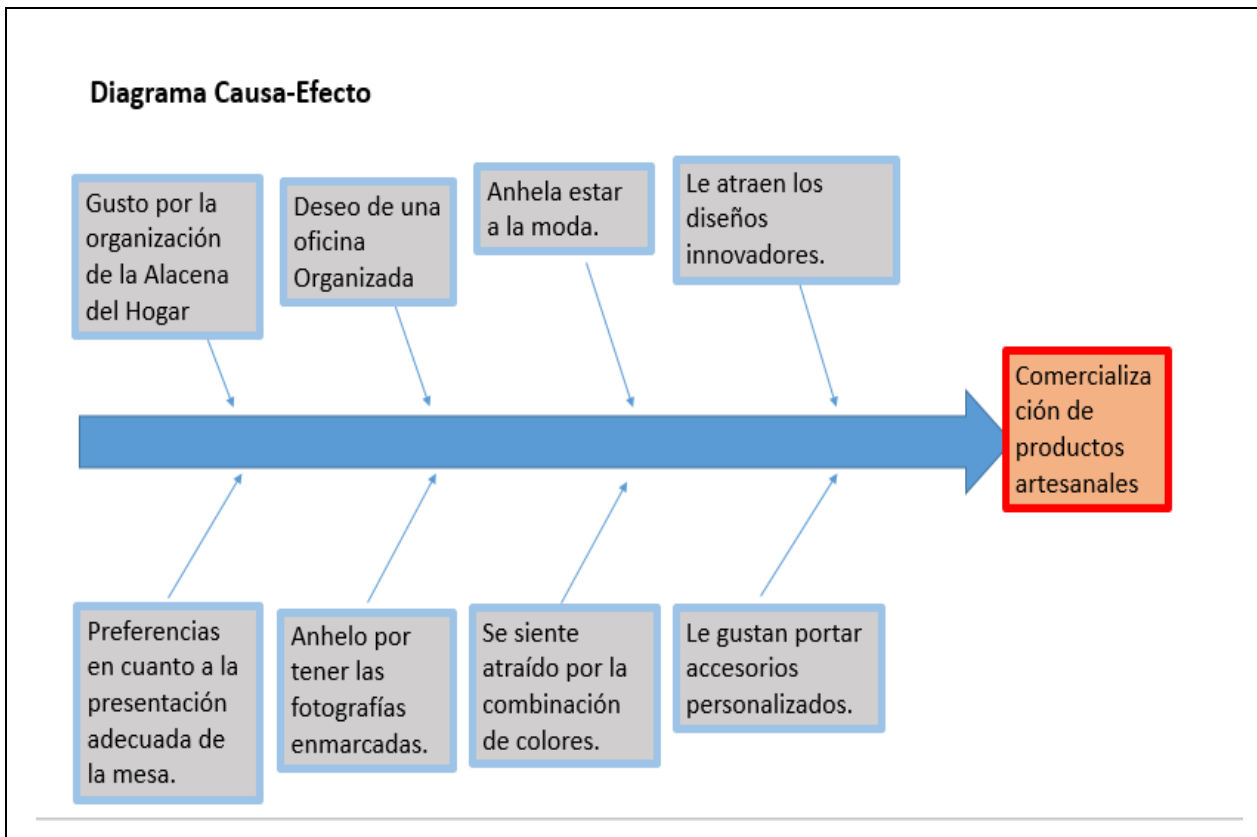 Diagrama Causa-Efecto
Gusto por la
organización
de la Alacena
del Hogar
Deseo de una
oficina
Organizada
Anhela estar
a la moda.
Le atraen los
diseños
innovadores.
Comercializa
ción de
productos
artesanales
Preferencias
en cuanto a la
presentación
adecuada de
la mesa.
Anhelo por
tener las
fotografías
enmarcadas.
Se siente
atraído por la
combinación
de colores.
Le gustan portar
accesorios
personalizados.